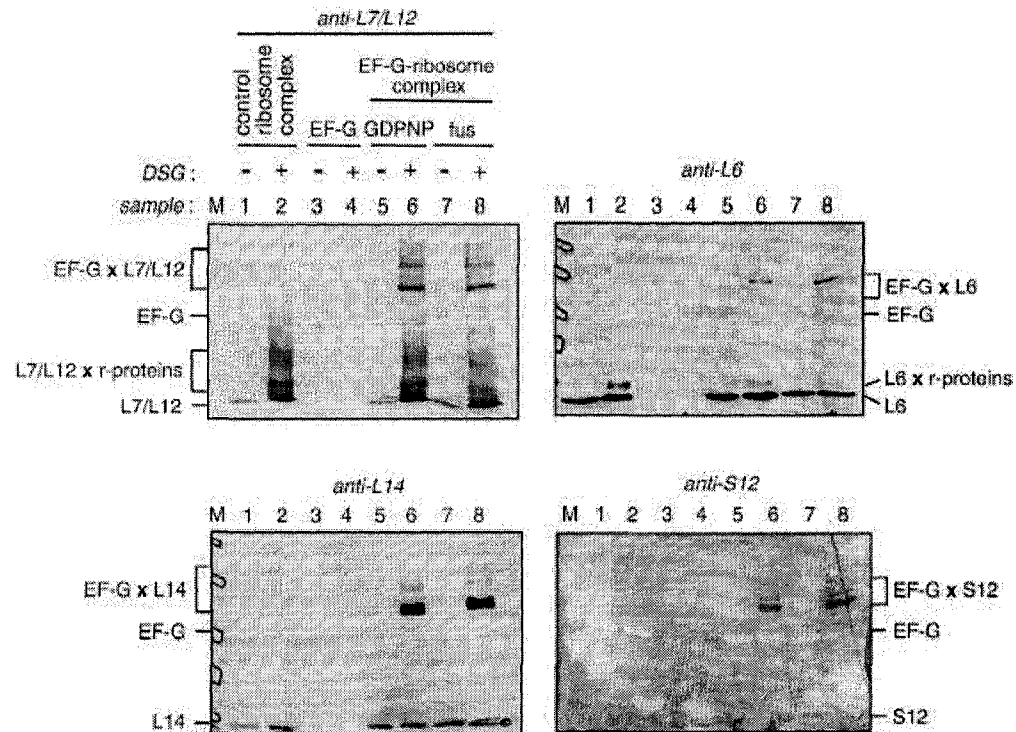 anti-L7/L12
control
ribosome
complex
EF-G-ribosome
complex
EF-G GDPNP fus
DSG : - + - + - + - +
sample: M 1 2 3 4 5 6 7 8
EF-G x L7/L12
EF-G
L7/L12 x r-proteins
L7/L12
anti-L6
M 1 2 3 4 5 6 7 8
EF-G x L6
EF-G
L6 x r-proteins
L6
anti-L14
M 1 2 3 4 5 6 7 8
EF-G x L14
EF-G
L14
anti-S12
M 1 2 3 4 5 6 7 8
EF-G x S12
EF-G
S12